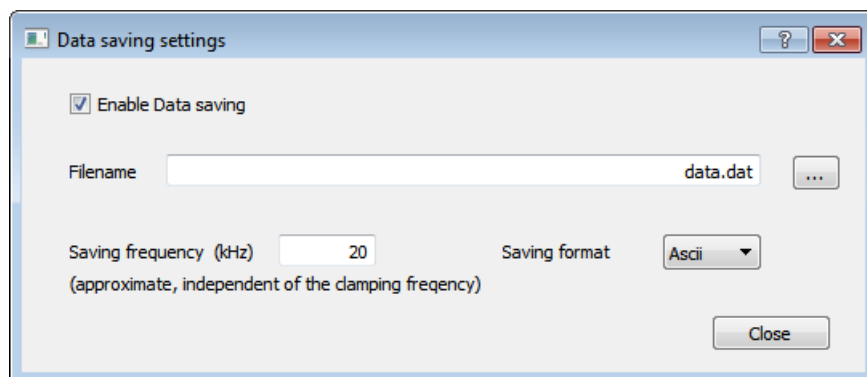 Data saving settings
Enable Data saving
Filename data.dat ...
Saving frequency (kHz) 20 Saving format Ascii
(approximate, independent of the clamping freqency)
Close